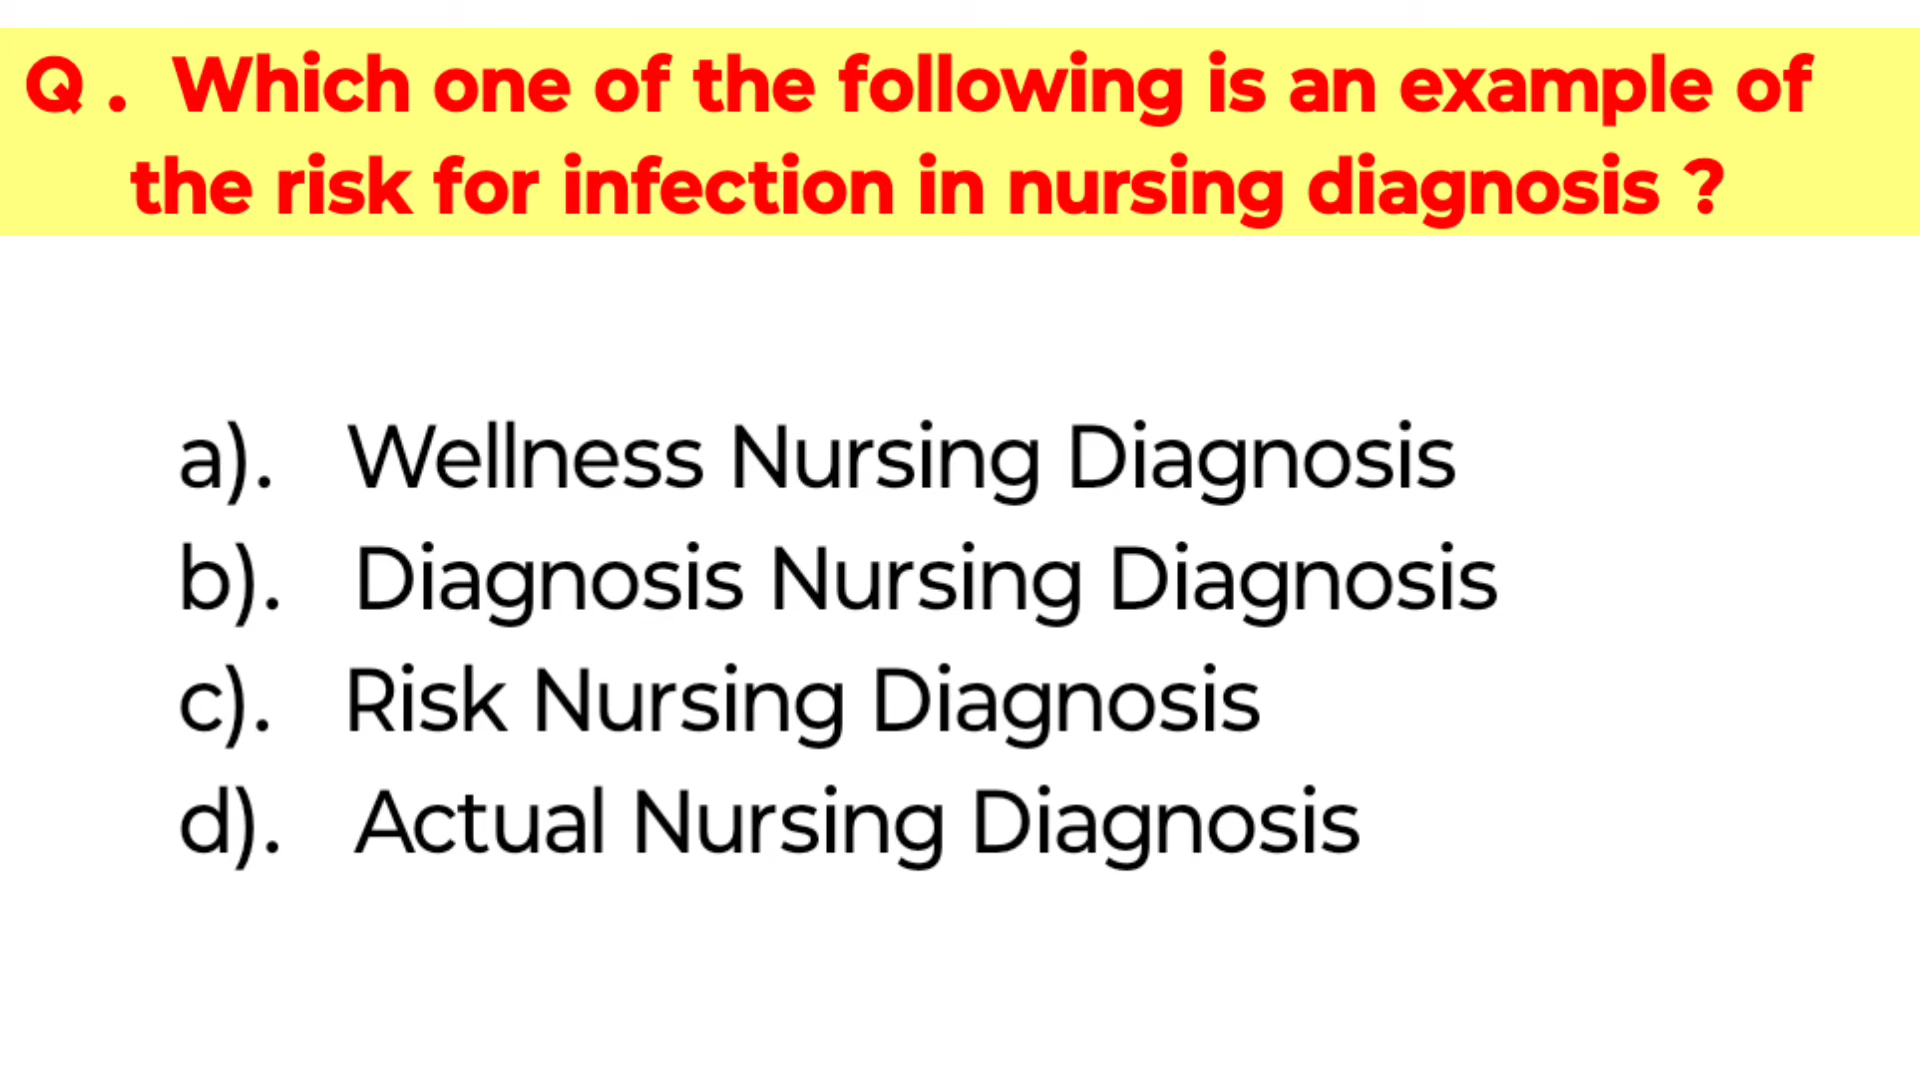 Q . Which one of the following is an example of
the risk for infection in nursing diagnosis ?
a). Wellness Nursing Diagnosis
b). Diagnosis Nursing Diagnosis
c). Risk Nursing Diagnosis
d). Actual Nursing Diagnosis